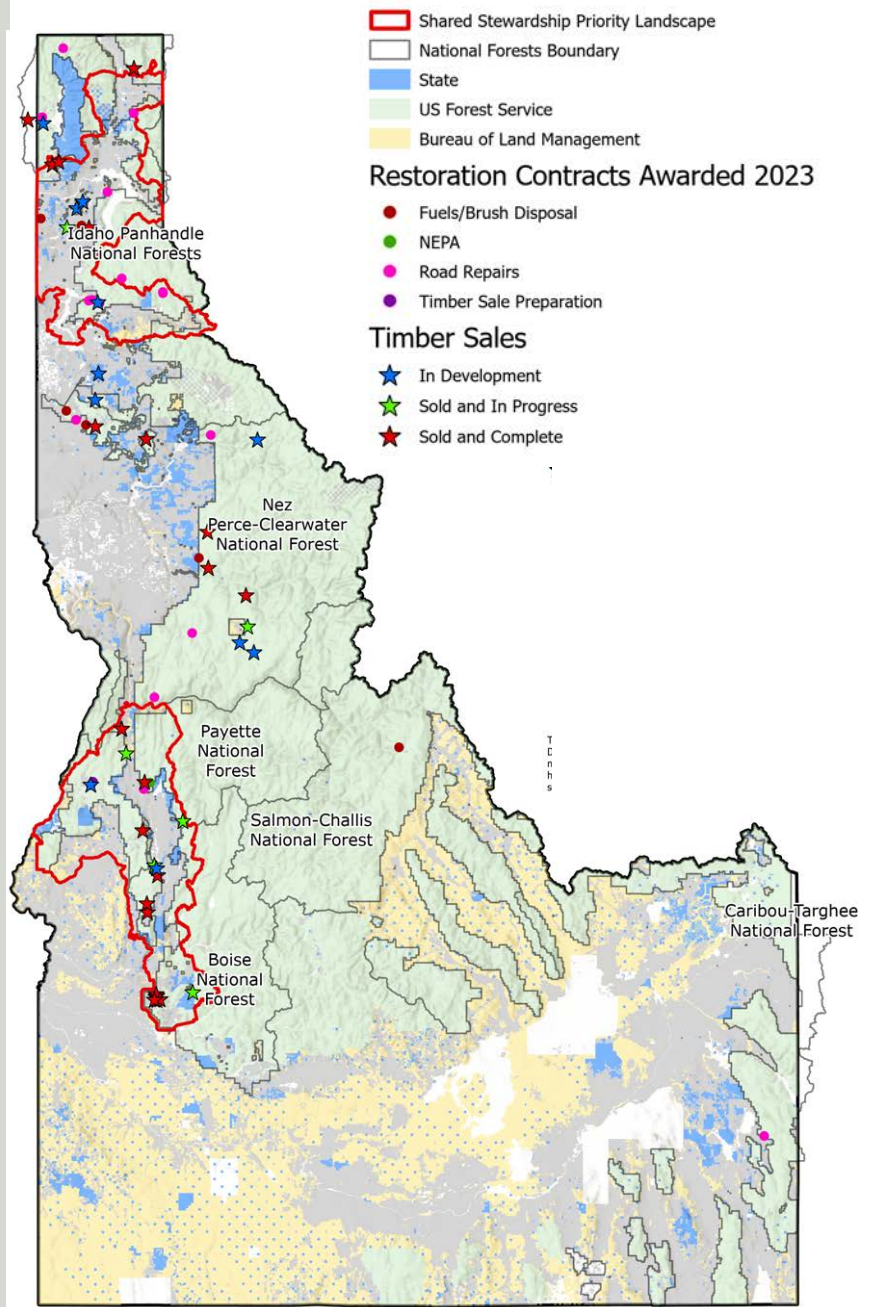 Shared Stewardship Priority Landscape
National Forests Boundary
State
US Forest Service
Bureau of Land Management
Restoration Contracts Awarded 2023
Fuels/Brush Disposal
NEPA
Road Repairs
Timber Sale Preparation
Timber Sales
In Development
Sold and In Progress
Sold and Complete
Idaho Panhandle
National Forests
Nez
Perce-Clearwater
National Forest
Payette
National
Forest
Salmon-Challis
National Forest
Caribou-Targhee
National Forest
Boise
National
Forest